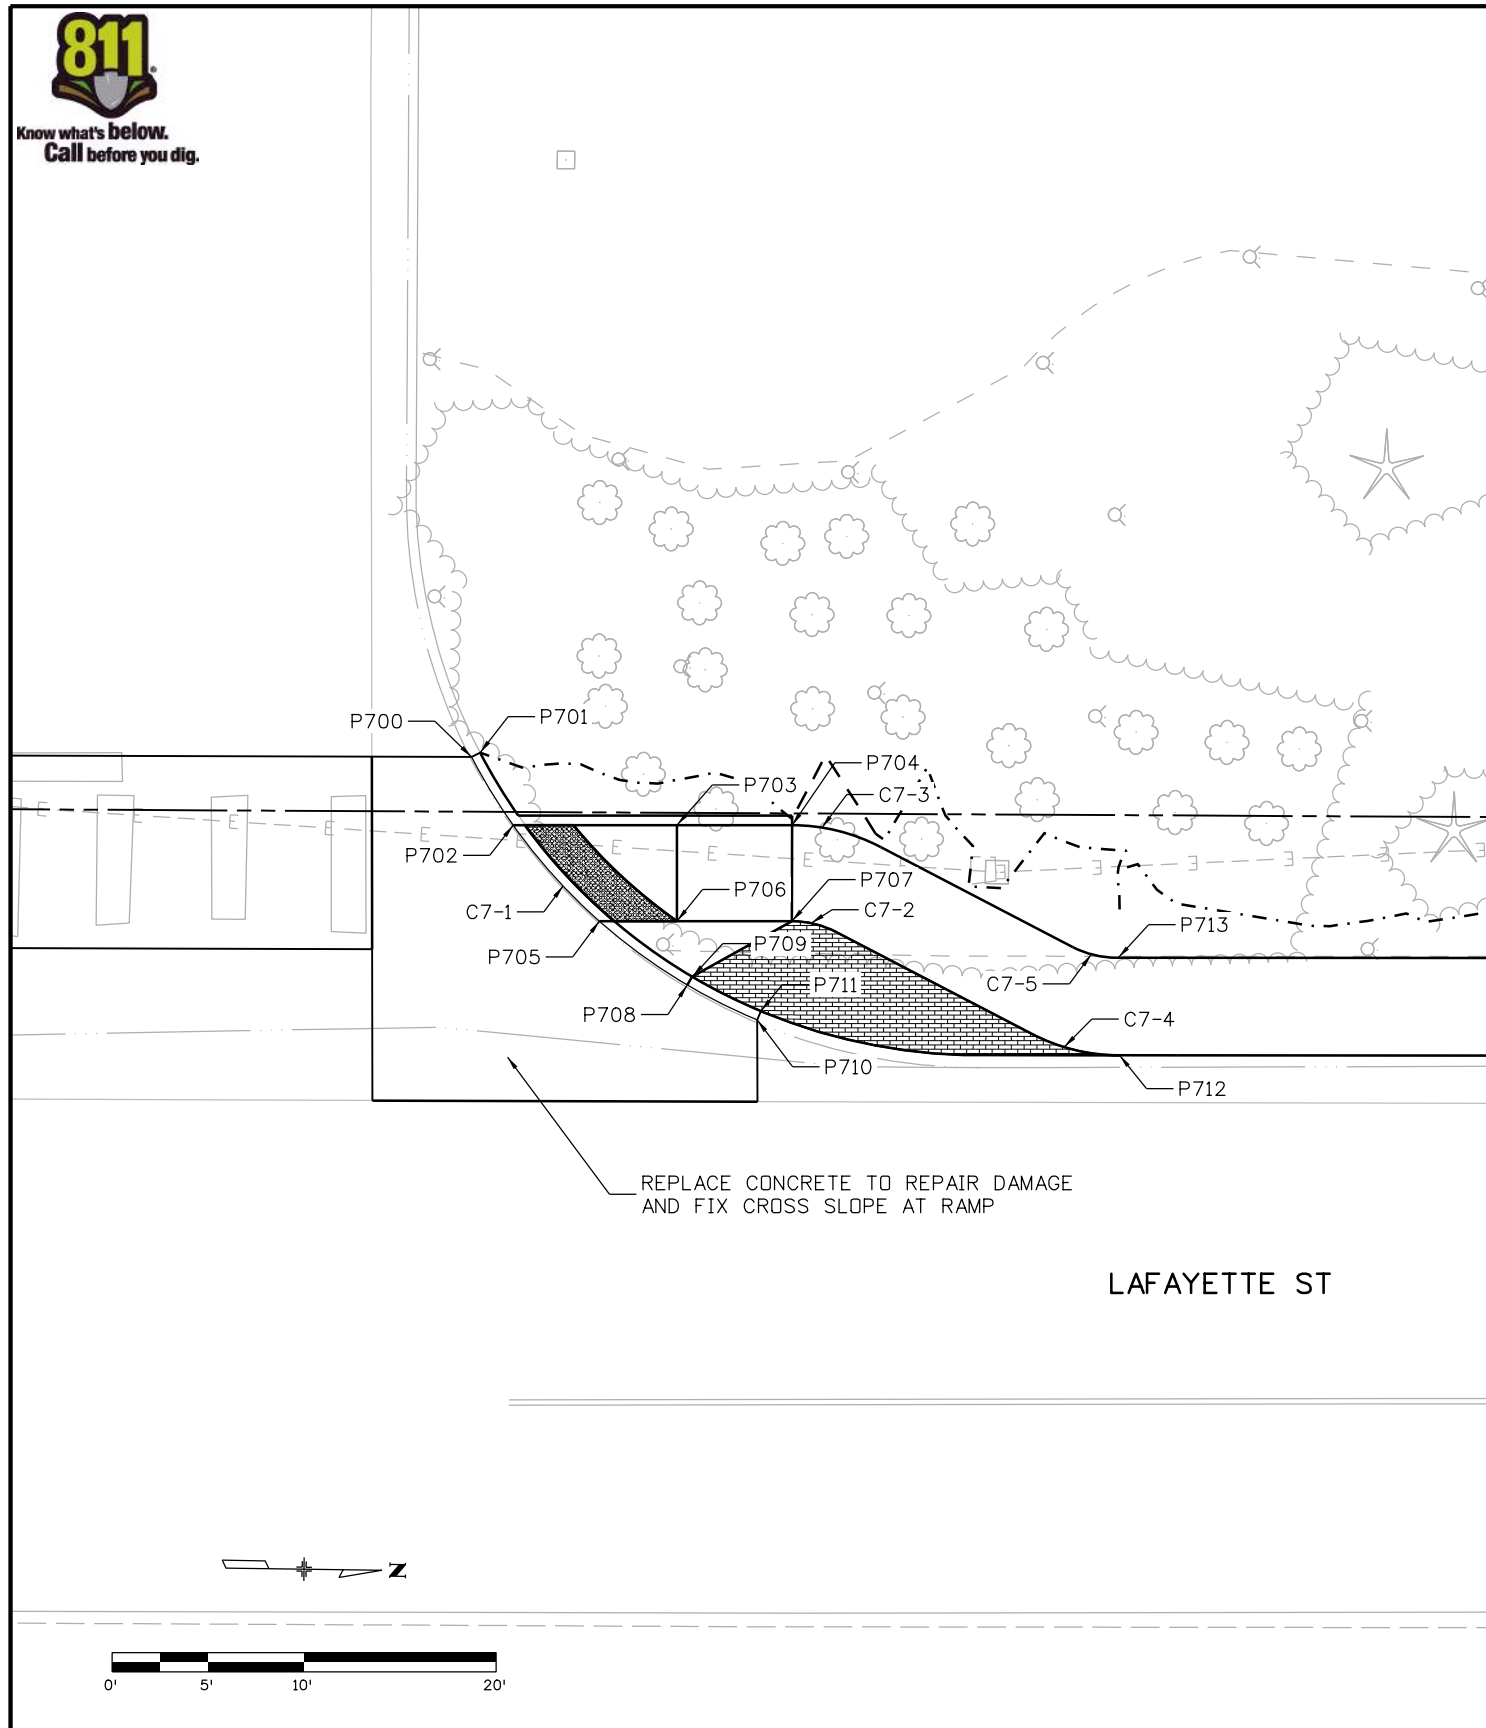 811®
Know what's below.
Call before you dig.
P700
P701
P703
P704
C7-3
P702
P706
P707
C7-1
C7-2
P705
P709
P713
P711
C7-5
P708
C7-4
P710
P712
E
E
E
E
E
E
E
E
E
E
E
E
REPLACE CONCRETE TO REPAIR DAMAGE
AND FIX CROSS SLOPE AT RAMP
LAFAYETTE ST
N
0' 5' 10' 20'